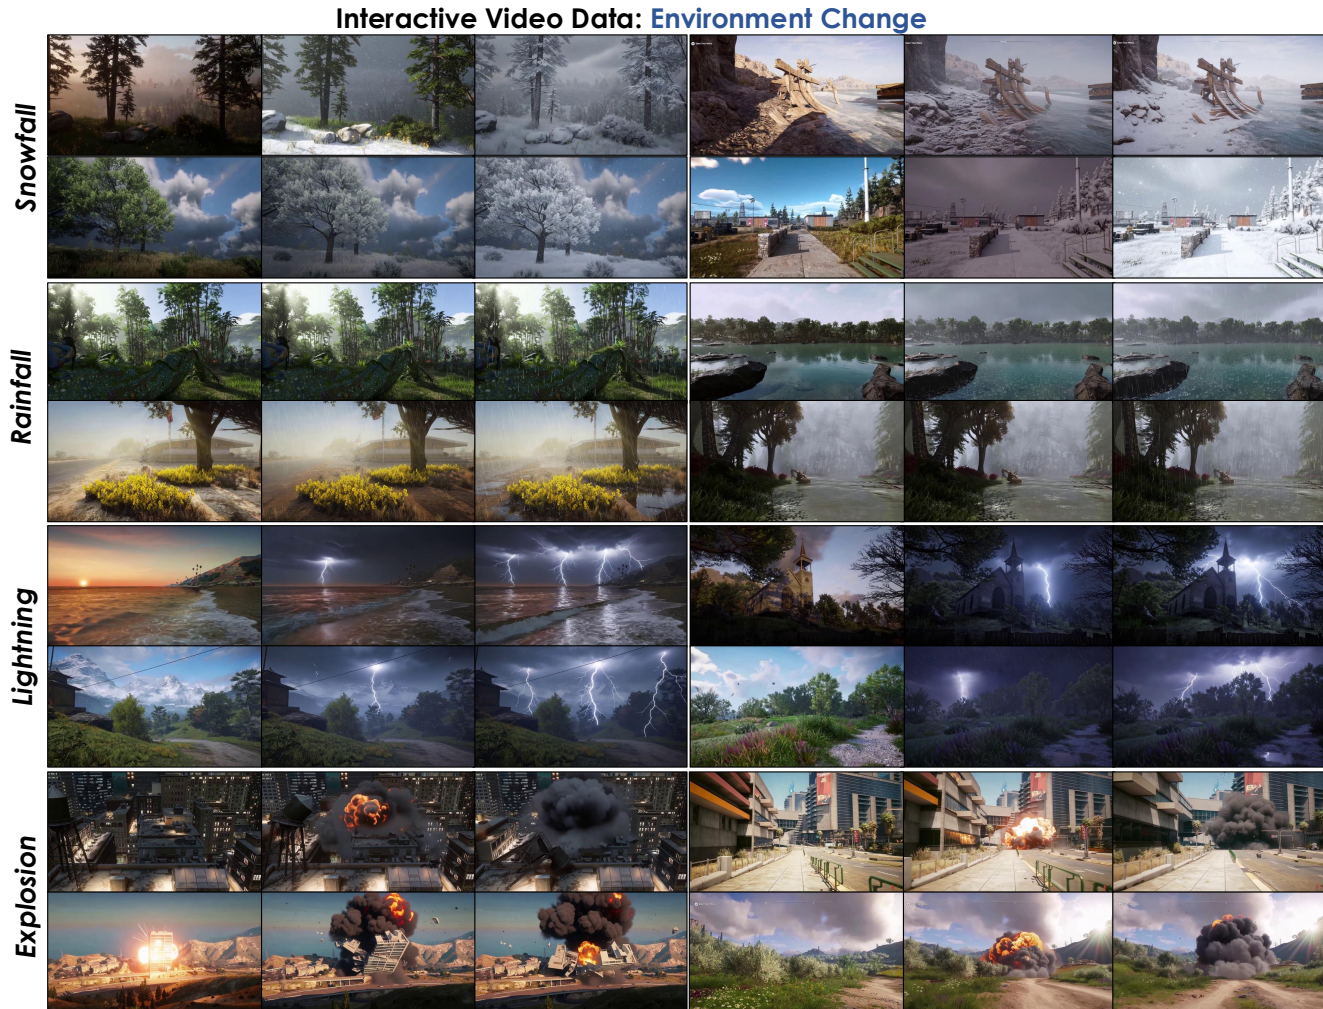 Interactive Video Data: Environment Change
Snowfall
Rainfall
Lightning
Explosion